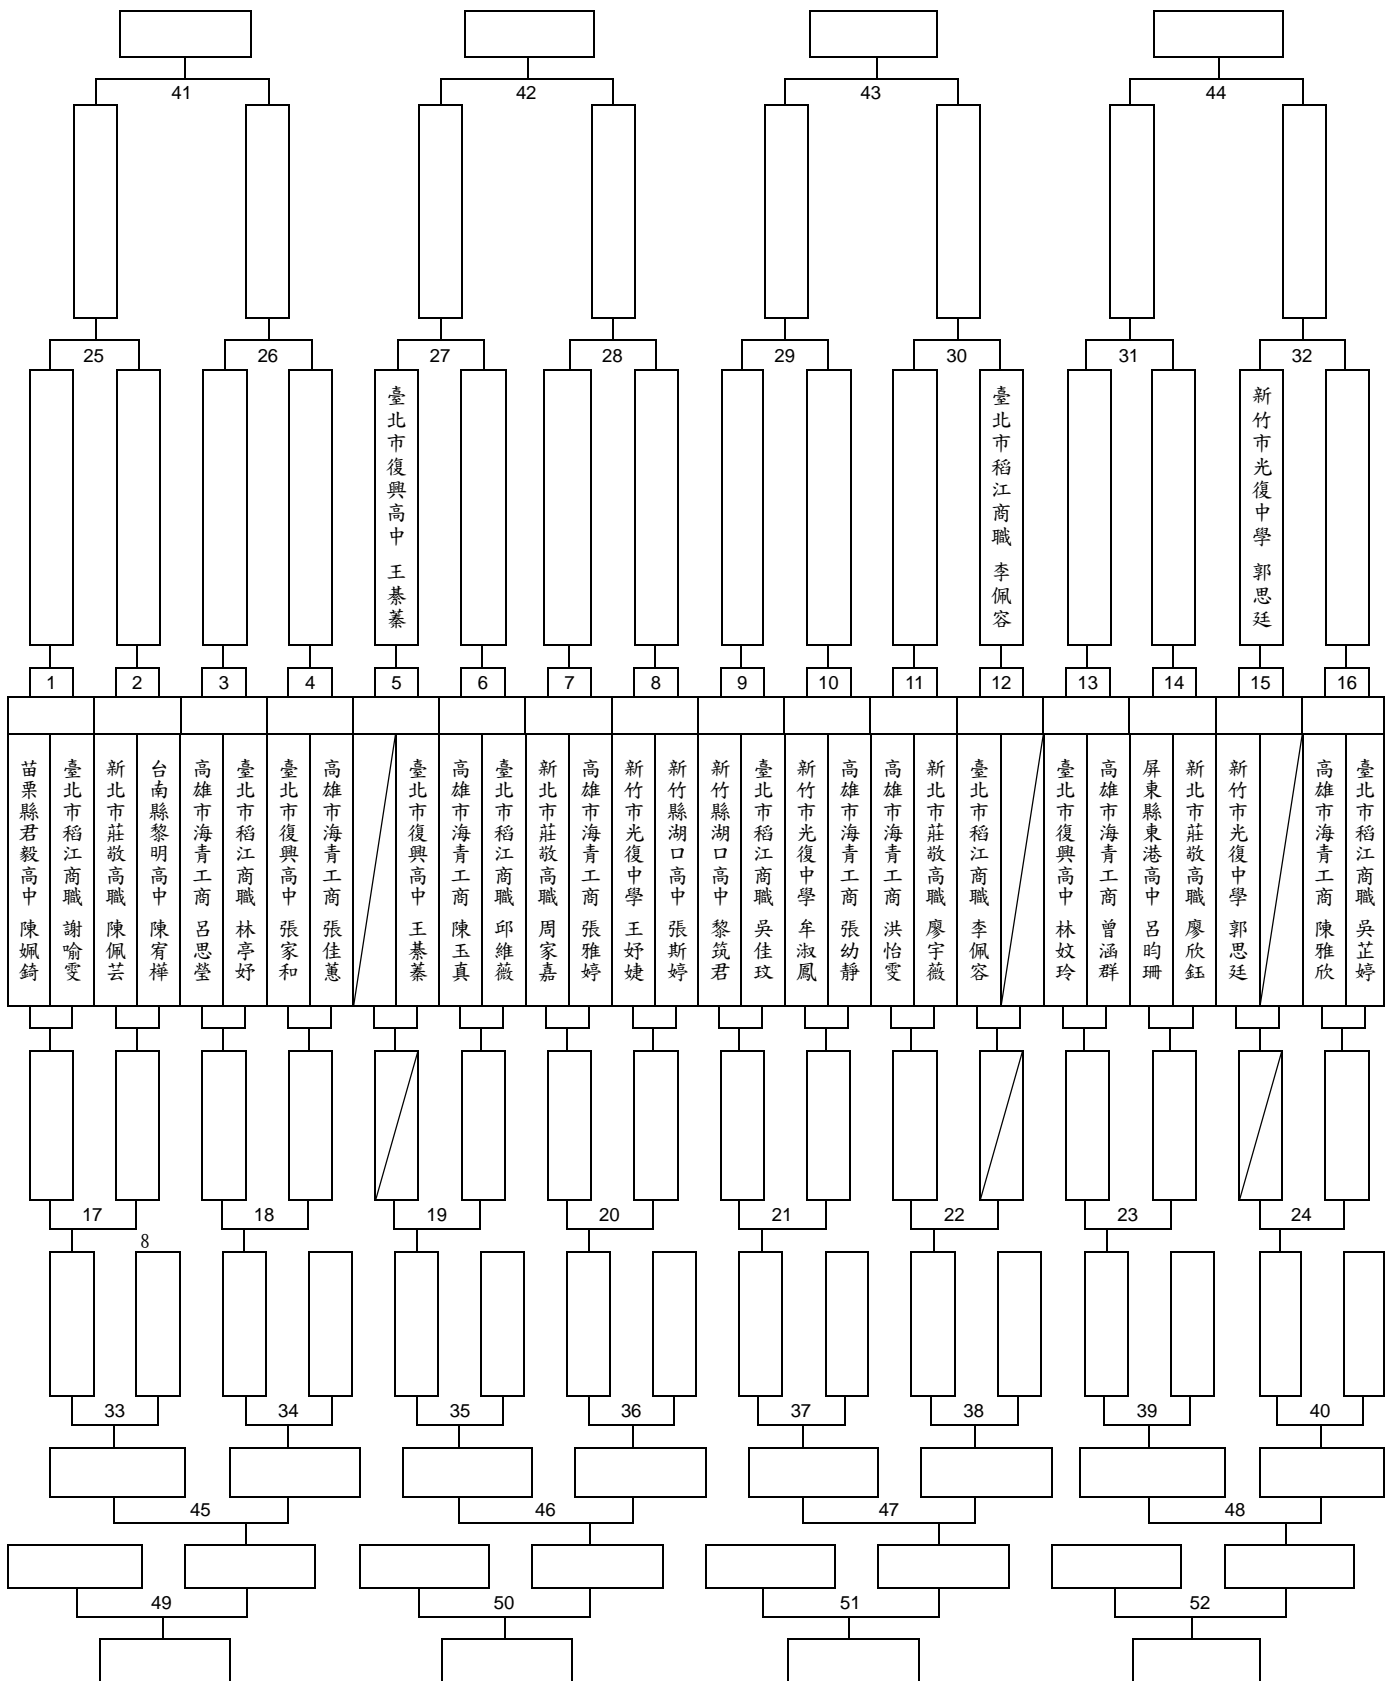 41
42
43
44
25
26
27
28
29
30
31
32
臺北市復興高中 王綦蓁
臺北市稻江商職 李佩容
新竹市光復中學 郭思廷
1
2
3
4
5
6
7
8
9
10
11
12
13
14
15
16
苗栗縣君毅高中 陳姵錡
臺北市稻江商職 謝喻雯
新北市莊敬高職 陳佩芸
台南縣黎明高中 陳宥樺
高雄市海青工商 呂思瑩
臺北市稻江商職 林亭妤
臺北市復興高中 張家和
高雄市海青工商 張佳蕙
臺北市復興高中 王綦蓁
高雄市海青工商 陳玉真
臺北市稻江商職 邱維薇
新北市莊敬高職 周家嘉
高雄市海青工商 張雅婷
新竹市光復中學 王妤婕
新竹縣湖口高中 張斯婷
新竹縣湖口高中 黎筑君
臺北市稻江商職 吳佳玟
新竹市光復中學 牟淑鳳
高雄市海青工商 張幼靜
高雄市海青工商 洪怡雯
新北市莊敬高職 廖宇薇
臺北市稻江商職 李佩容
臺北市復興高中 林妏玲
高雄市海青工商 曾涵群
屏東縣東港高中 呂昀珊
新北市莊敬高職 廖欣鈺
新竹市光復中學 郭思廷
高雄市海青工商 陳雅欣
臺北市稻江商職 吳芷婷
17
18
19
20
21
22
23
24
8
33
34
35
36
37
38
39
40
45
46
47
48
49
50
51
52